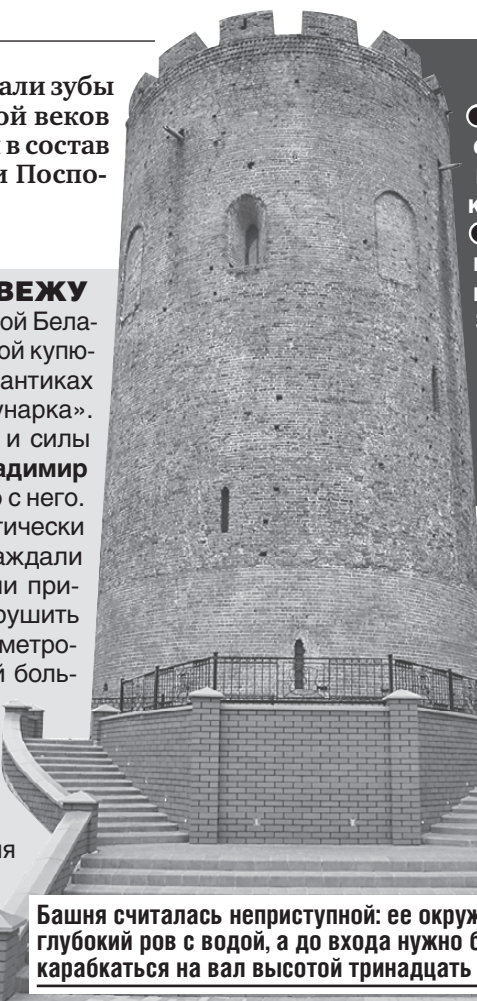 али зубы
ой веков
в состав
и Поспо-
ВЕЖУ
ой Бела-
ой купю-
антиках
унарка».
и силы
адимир
с него.
тически
аждали
ли при-
рушить
метро-
й боль-
ия
Башня считалась неприступной: ее окруж
глубокий ров с водой, а до входа нужно б
карабкаться на вал высотой тринадцать